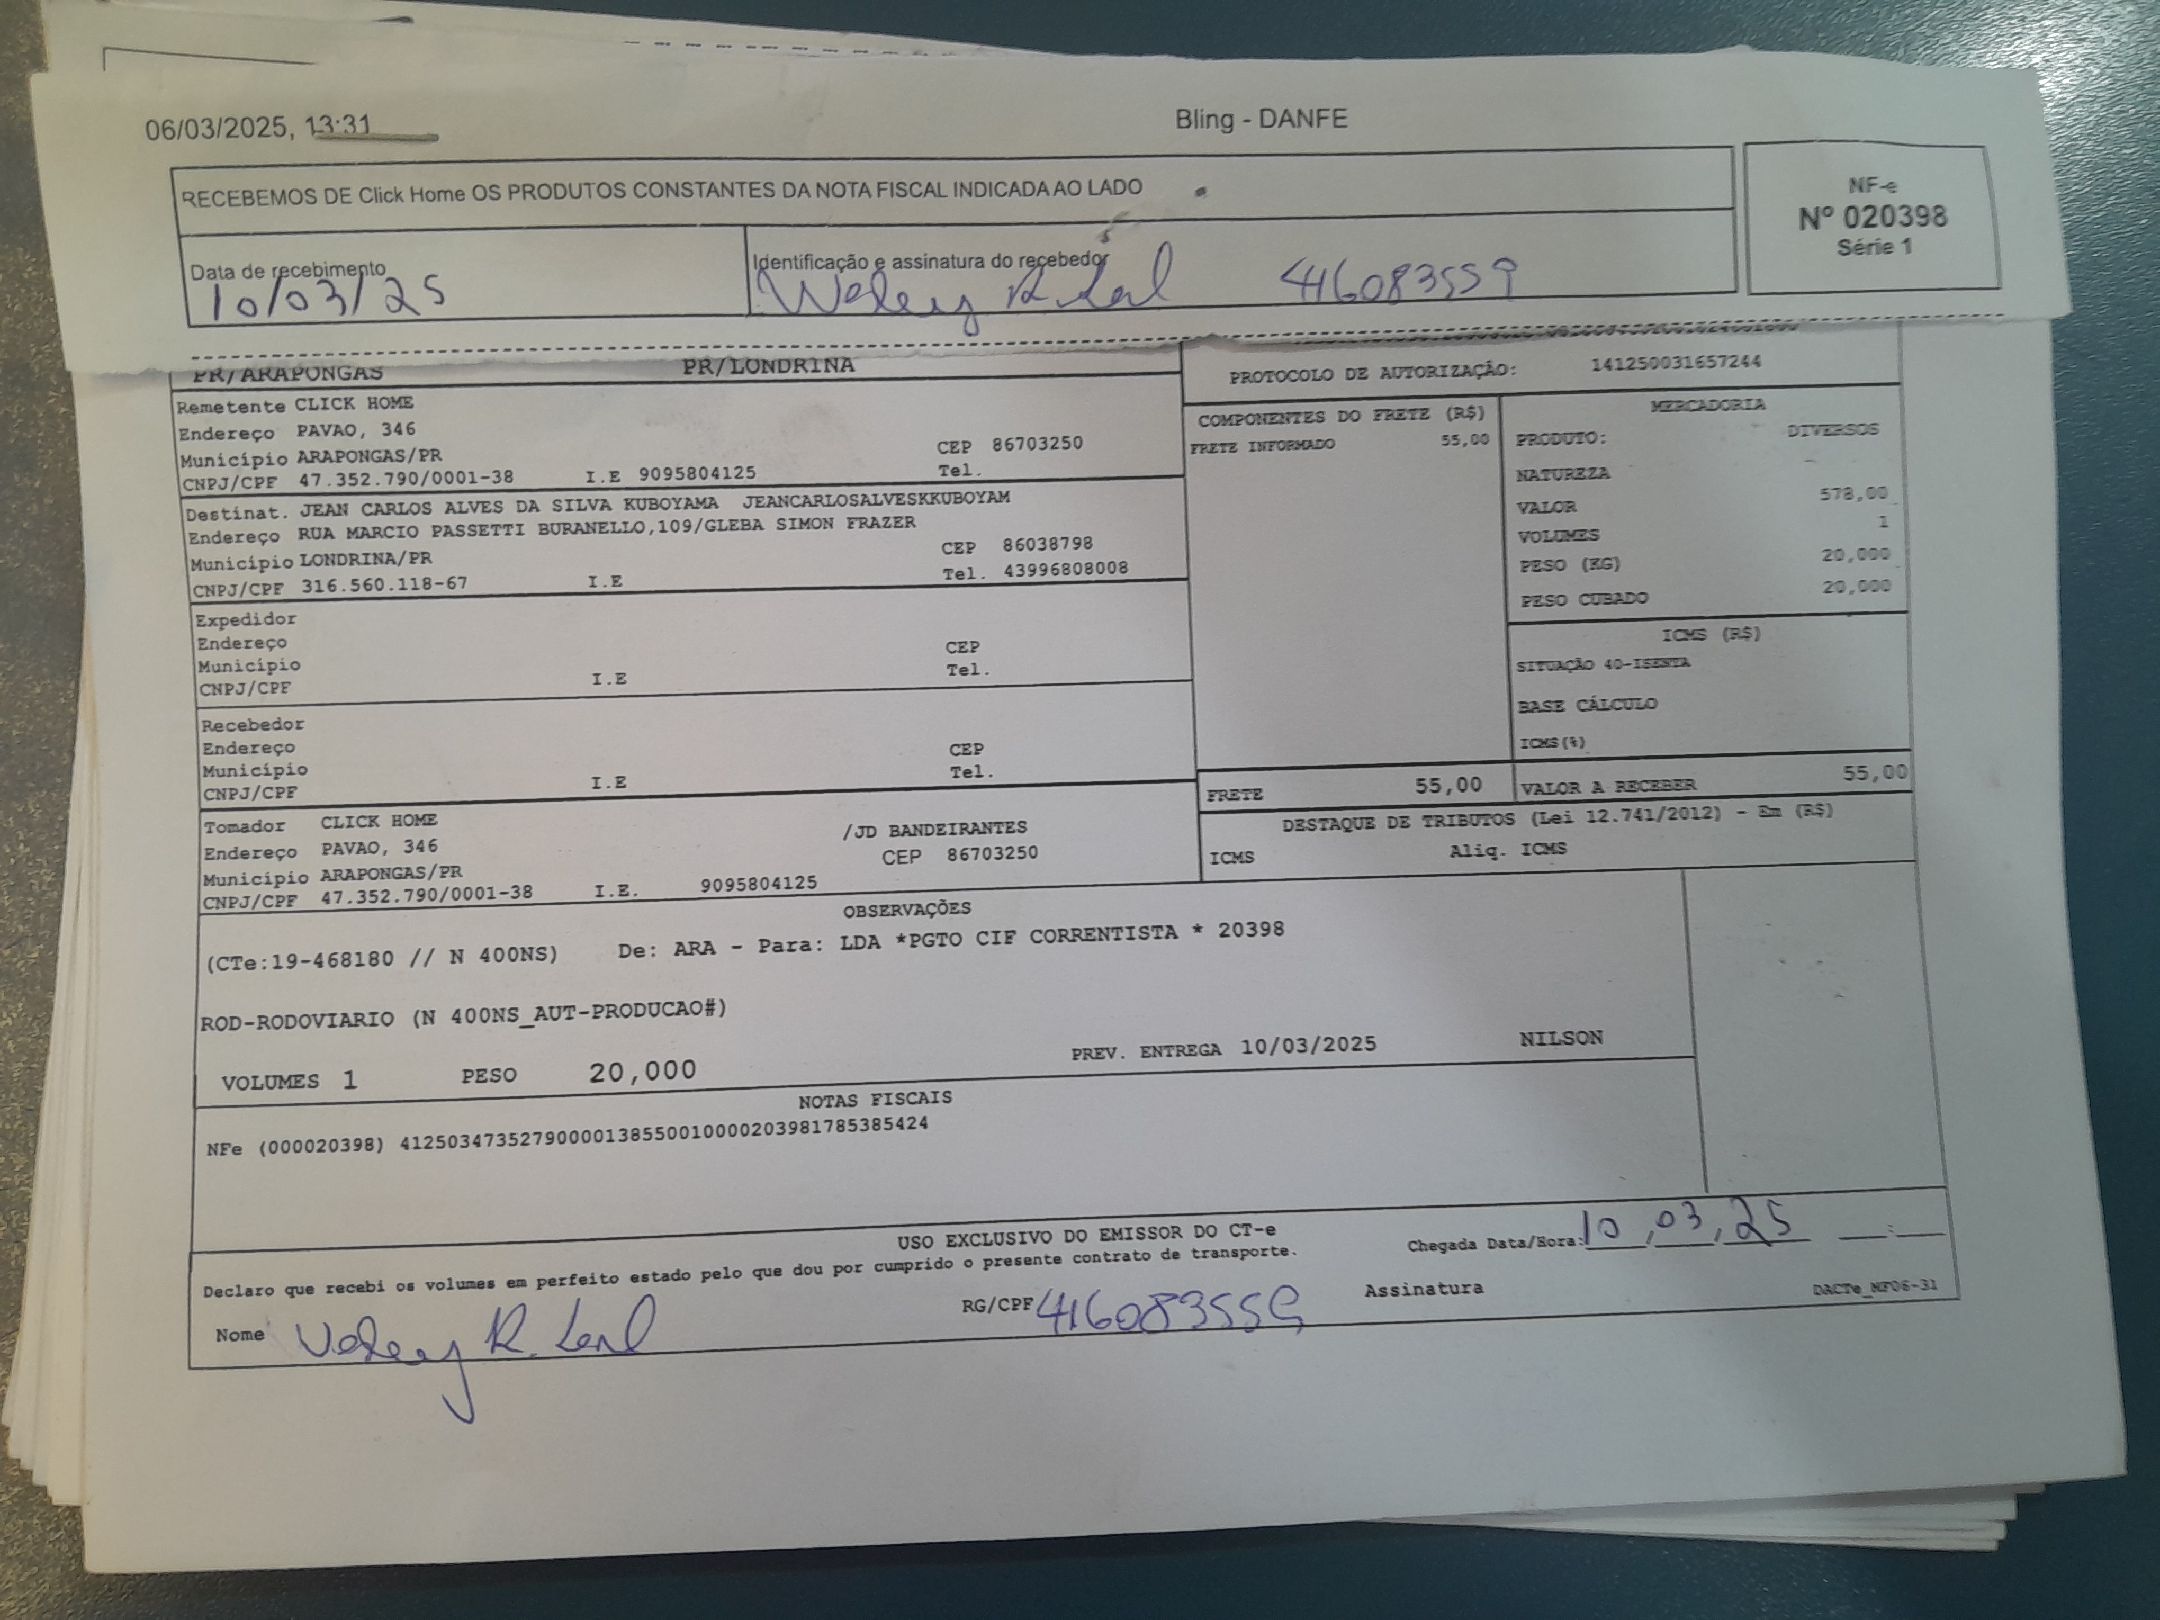 06/03/2025, 13:31
Bling - DANFE
RECEBEMOS DE Click Home OS PRODUTOS CONSTANTES DA NOTA FISCAL INDICADA AO LADO
NF-e
Nº 020398
Série 1
Data de recebimento
10/03/25
Identificação e assinatura do recebedor
R. 416083559
PR/ARAPONGAS PR/LONDRINA
PROTOCOLO DE AUTORIZAÇÃO: 141250031657244
Remetente CLICK HOME
Endereço PAVAO, 346
Município ARAPONGAS/PR CEP 86703250
CNPJ/CPF 47.352.790/0001-38 I.E 9095804125 Tel.
Destinat. JEAN CARLOS ALVES DA SILVA KUBOYAMA JEANCARLOSALVESKKUBOYAM
Endereço RUA MARCIO PASSETTI BURANELLO,109/GLEBA SIMON FRAZER
Município LONDRINA/PR CEP 86038798
CNPJ/CPF 316.560.118-67 I.E Tel. 43996808008
Expedidor
Endereço
Município CEP
CNPJ/CPF I.E Tel.
Recebedor
Endereço
Município CEP
CNPJ/CPF I.E Tel.
Tomador CLICK HOME
Endereço PAVAO, 346 /JD BANDEIRANTES
Município ARAPONGAS/PR CEP 86703250
CNPJ/CPF 47.352.790/0001-38 I.E. 9095804125
COMPONENTES DO FRETE (R$)
FRETE INFORMADO 55,00
MERCADORIA
PRODUTO: DIVERSOS
NATUREZA
VALOR 578,00
VOLUMES 1
PESO (KG) 20,000
PESO CUBADO 20,000
ICMS (R$)
SITUAÇÃO 40-ISENTA
BASE CÁLCULO
ICMS(%)
FRETE 55,00
VALOR A RECEBER 55,00
DESTAQUE DE TRIBUTOS (Lei 12.741/2012) - Em (R$)
ICMS Aliq. ICMS
OBSERVAÇÕES
(CTe:19-468180 // N 400NS) De: ARA - Para: LDA *PGTO CIF CORRENTISTA * 20398
ROD-RODOVIARIO (N 400NS_AUT-PRODUCAO#)
VOLUMES 1 PESO 20,000 PREV. ENTREGA 10/03/2025 NILSON
NOTAS FISCAIS
NFe (000020398) 41250347352790000138550010000203981785385424
USO EXCLUSIVO DO EMISSOR DO CT-e
Declaro que recebi os volumes em perfeito estado pelo que dou por cumprido o presente contrato de transporte.
Chegada Data/Hora: 10,03,25 :
Nome R. RG/CPF 416083559 Assinatura
DACTe_MF06-31